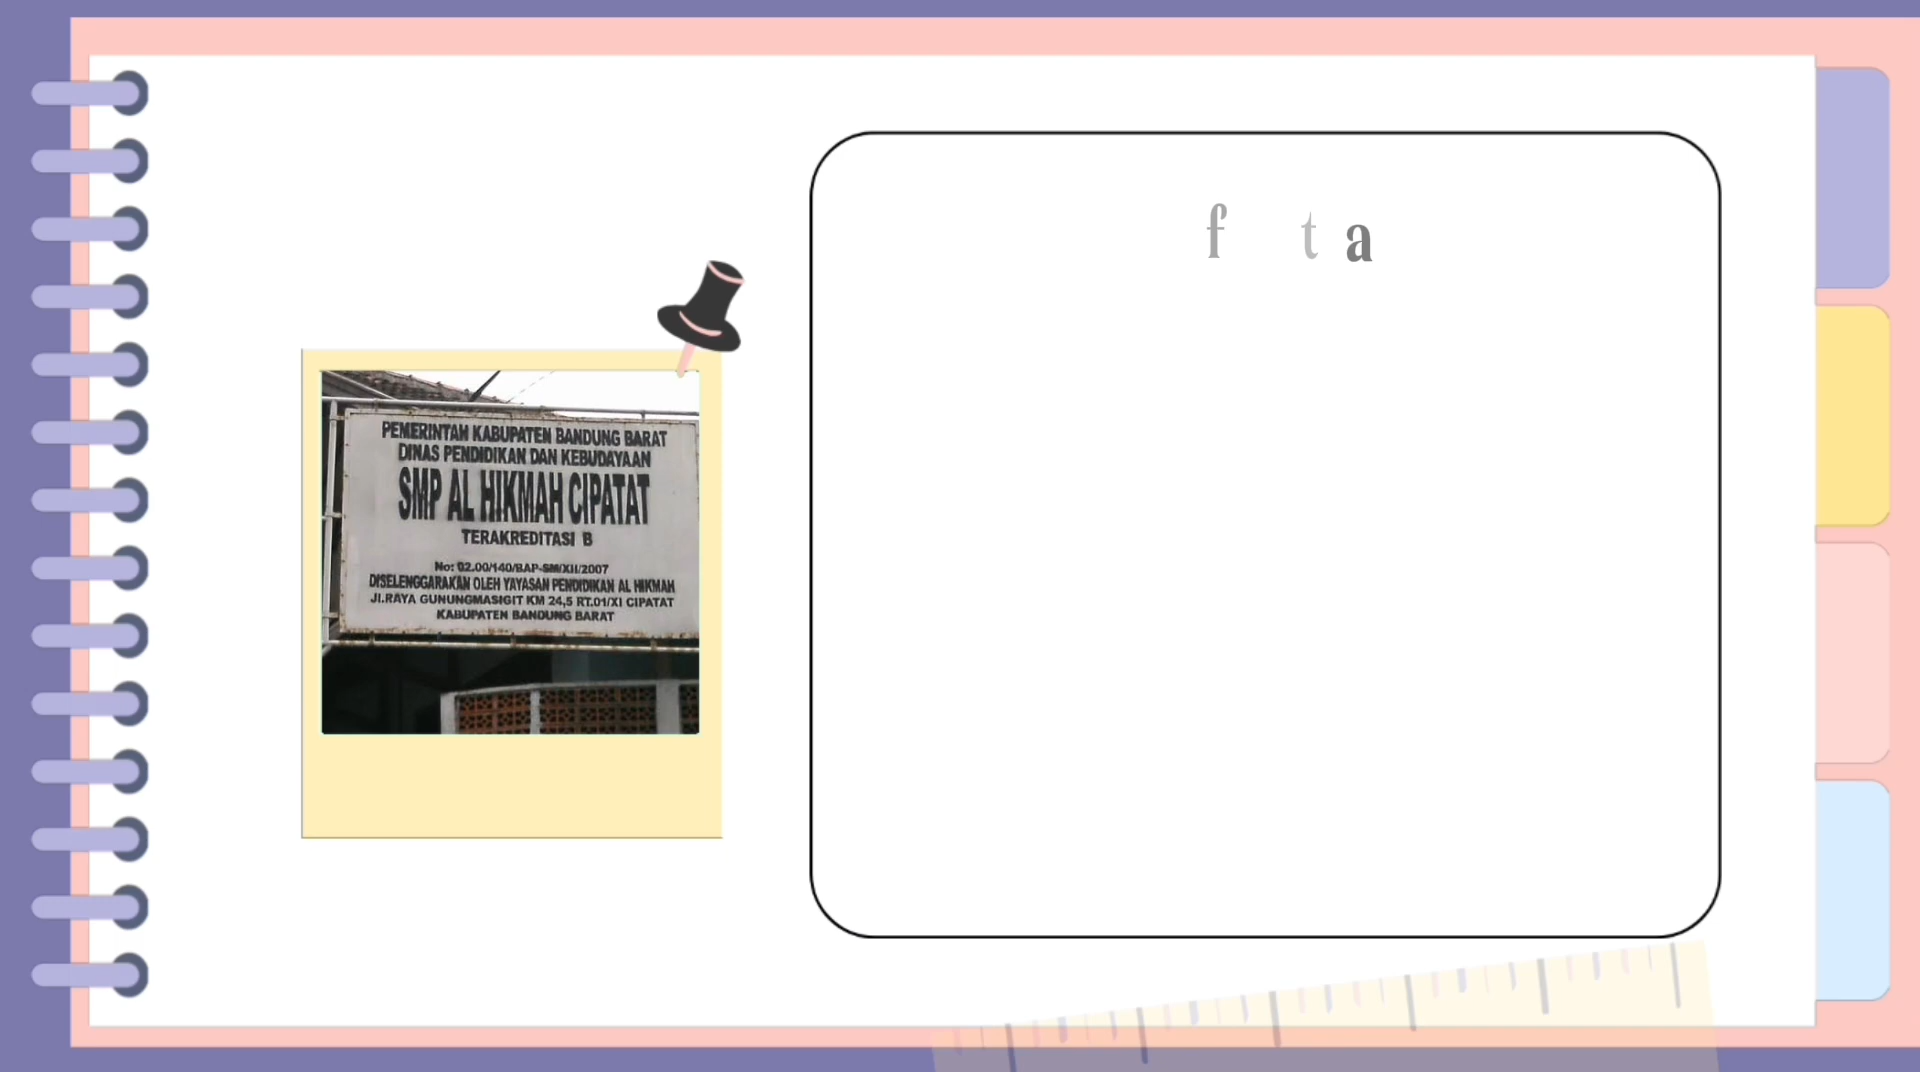 f t a
PEMERINTAH KABUPATEN BANDUNG BARAT
DINAS PENDIDIKAN DAN KEBUDAYAAN
SMP AL HIKMAH CIPATAT
TERAKREDITASI B
No: 02.00/140/BAP-SM/XII/2007
DISELENGGARAKAN OLEH YAYASAN PENDIDIKAN AL HIKMAH
Jl.RAYA GUNUNGMASIGIT KM 24,5 RT.01/XI CIPATAT
KABUPATEN BANDUNG BARAT